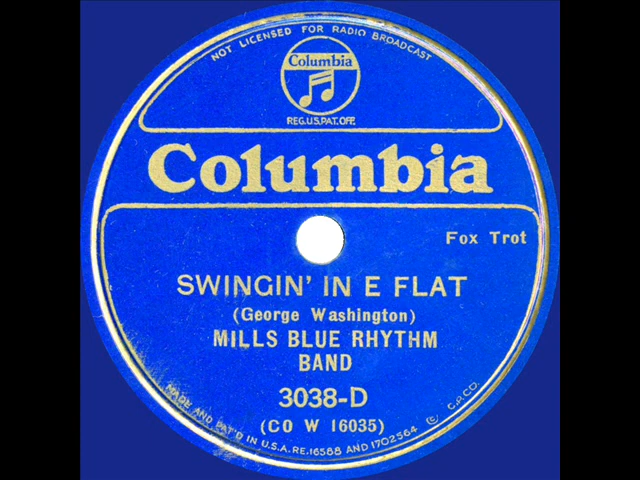 NOT LICENSED FOR RADIO BROADCAST
Columbia
REG.U.S.PAT.OFF.
Columbia
Fox Trot
SWINGIN' IN E FLAT
(George Washington)
MILLS BLUE RHYTHM
BAND
3038-D
(CO W 16035)
MADE AND PAT'D IN U.S.A. RE. 16588 AND 1702564 © C.P.CO.